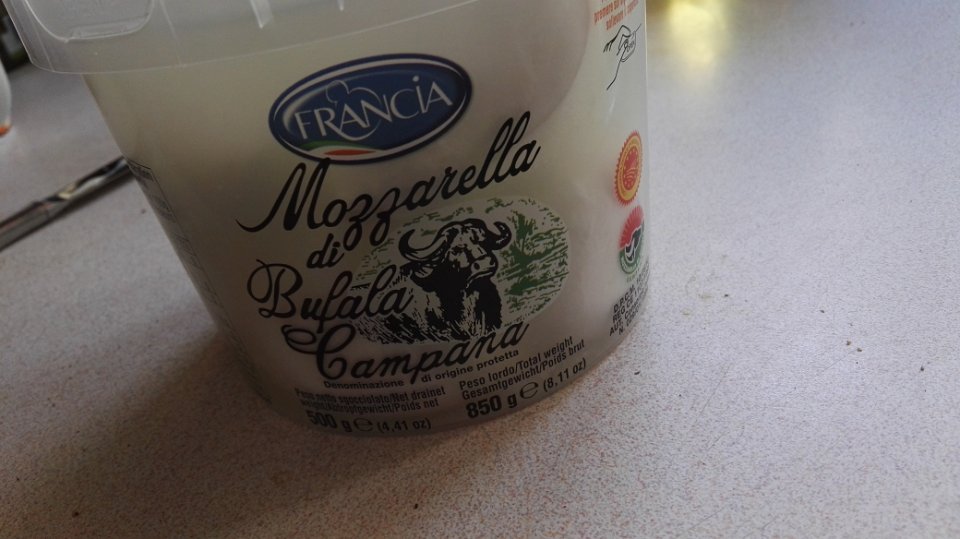 FRANCIA
Mozzarella
di
Bufala
Campana
Denominazione di origine protetta
Peso netto sgocciolato/Net drainet
Peso lordo/Total weight
Gesamtgewicht/Poids brut
500 g ℮ (4,41 oz)
850 g ℮ (8,11 oz)